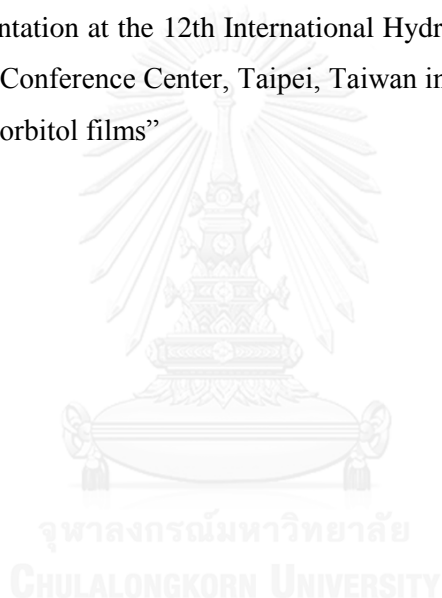 ntation at the 12th International Hydr
Conference Center, Taipei, Taiwan in
orbitol films”
จุฬาลงกรณ์มหาวิทยาลัย
CHULALONGKORN UNIVERSITY